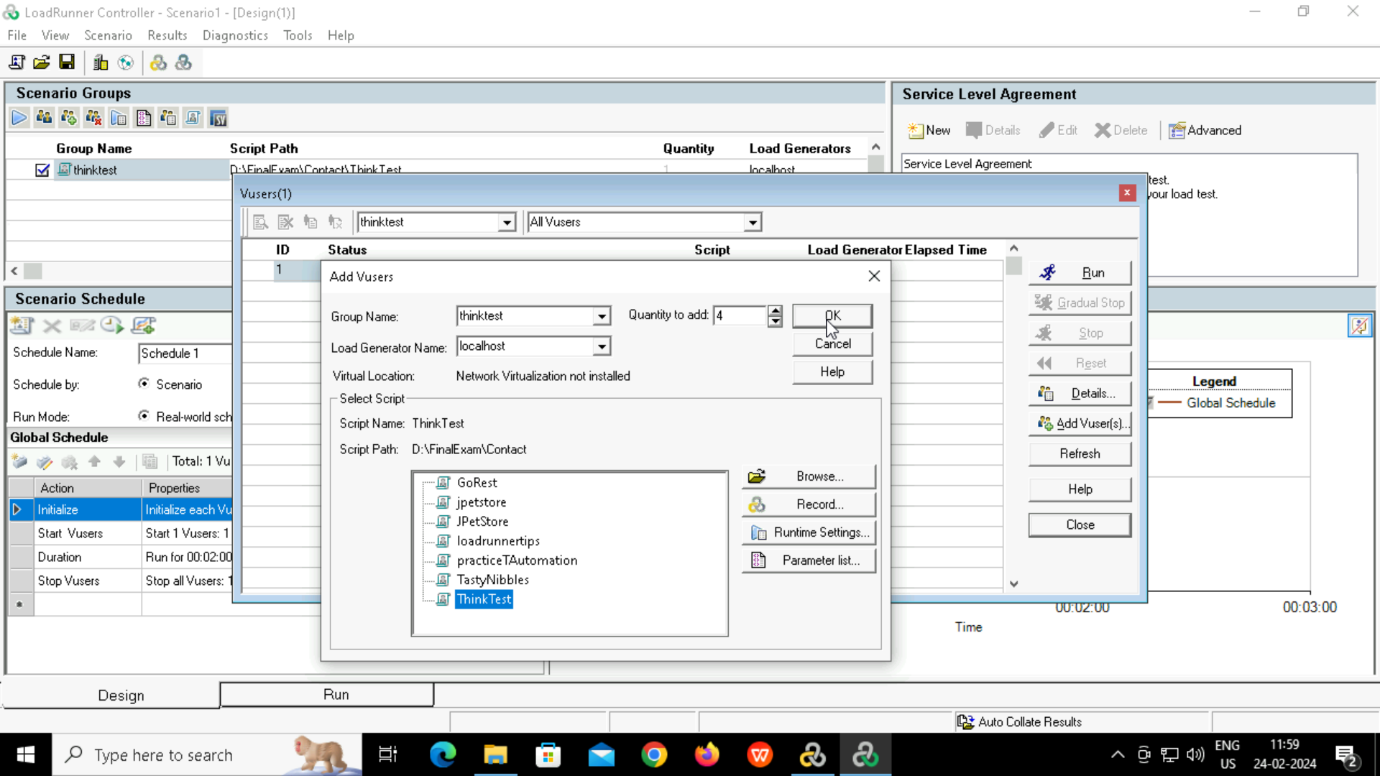 LoadRunner Controller - Scenario1 - [Design(1)]
File View Scenario Results Diagnostics Tools Help
Scenario Groups
Group Name Script Path Quantity Load Generators
thinktest D:\FinalExam\Contact\ThinkTest 1 localhost
Service Level Agreement
New Details Edit Delete Advanced
Service Level Agreement
test.
your load test.
Vusers(1)
thinktest All Vusers
ID Status Script Load Generator Elapsed Time
1
Run
Gradual Stop
Stop
Reset
Details...
Add Vuser(s)...
Refresh
Help
Close
Add Vusers
Group Name: thinktest Quantity to add: 4 OK
Load Generator Name: localhost Cancel
Virtual Location: Network Virtualization not installed Help
Select Script
Script Name: ThinkTest
Script Path: D:\FinalExam\Contact
GoRest
jpetstore
JPetStore
loadrunnertips
practiceTAutomation
TastyNibbles
ThinkTest
Browse...
Record...
Runtime Settings...
Parameter list...
Scenario Schedule
Schedule Name: Schedule 1
Schedule by: Scenario
Run Mode: Real-world sch
Global Schedule
Total: 1 Vu
Action Properties
Initialize Initialize each Vu
Start Vusers Start 1 Vusers: 1
Duration Run for 00:02:00
Stop Vusers Stop all Vusers: 1
*
Legend
Global Schedule
00:02:00 00:03:00
Time
Design Run
Auto Collate Results
Type here to search
ENG
US
11:59
24-02-2024
2